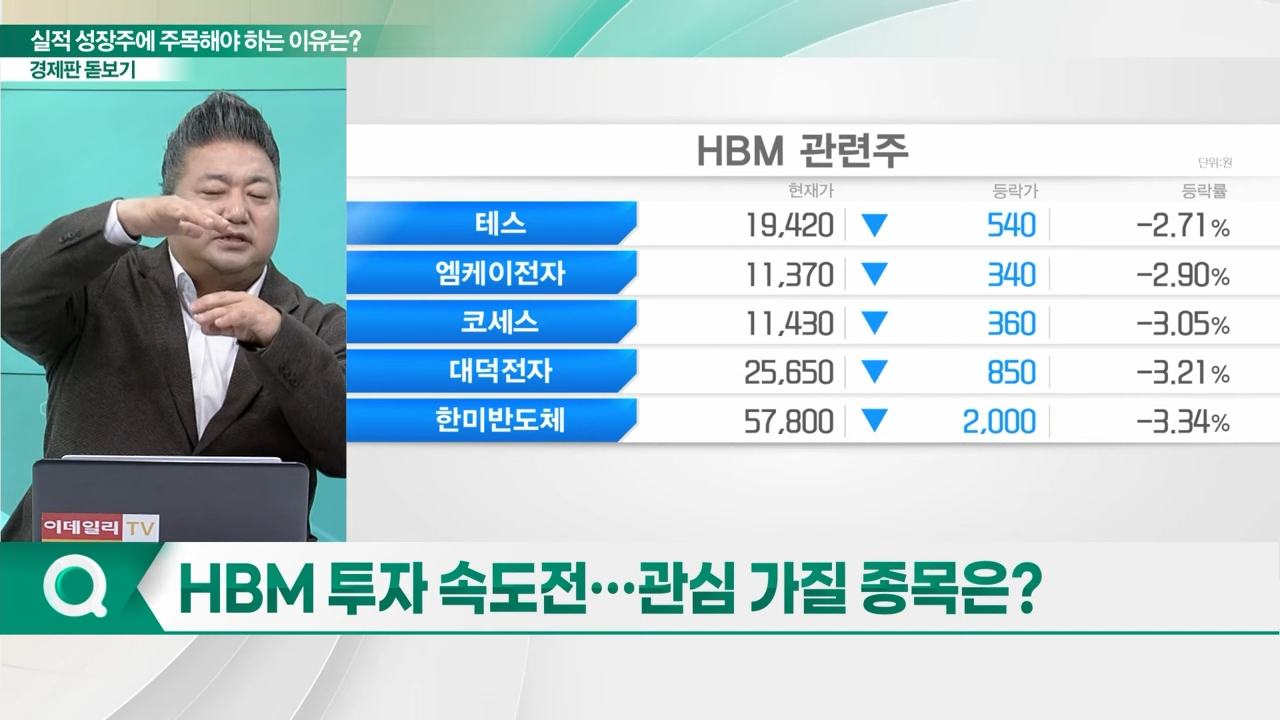 실적 성장주에 주목해야 하는 이유는?
경제판 돋보기
HBM 관련주
단위:원
현재가 등락가 등락률
테스 19,420 ▼ 540 -2.71%
엠케이전자 11,370 ▼ 340 -2.90%
코세스 11,430 ▼ 360 -3.05%
대덕전자 25,650 ▼ 850 -3.21%
한미반도체 57,800 ▼ 2,000 -3.34%
이데일리 TV
HBM 투자 속도전…관심 가질 종목은?